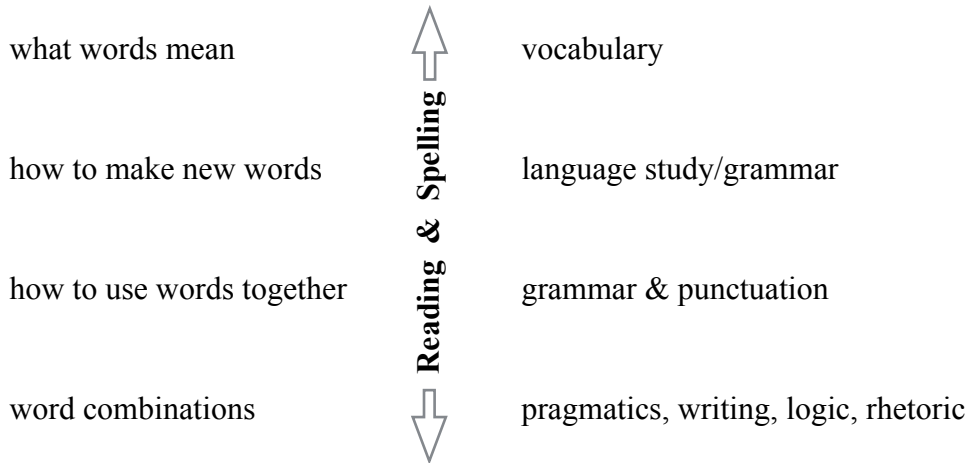 what words mean
vocabulary
how to make new words
language study/grammar
Reading & Spelling
how to use words together
grammar & punctuation
word combinations
pragmatics, writing, logic, rhetoric